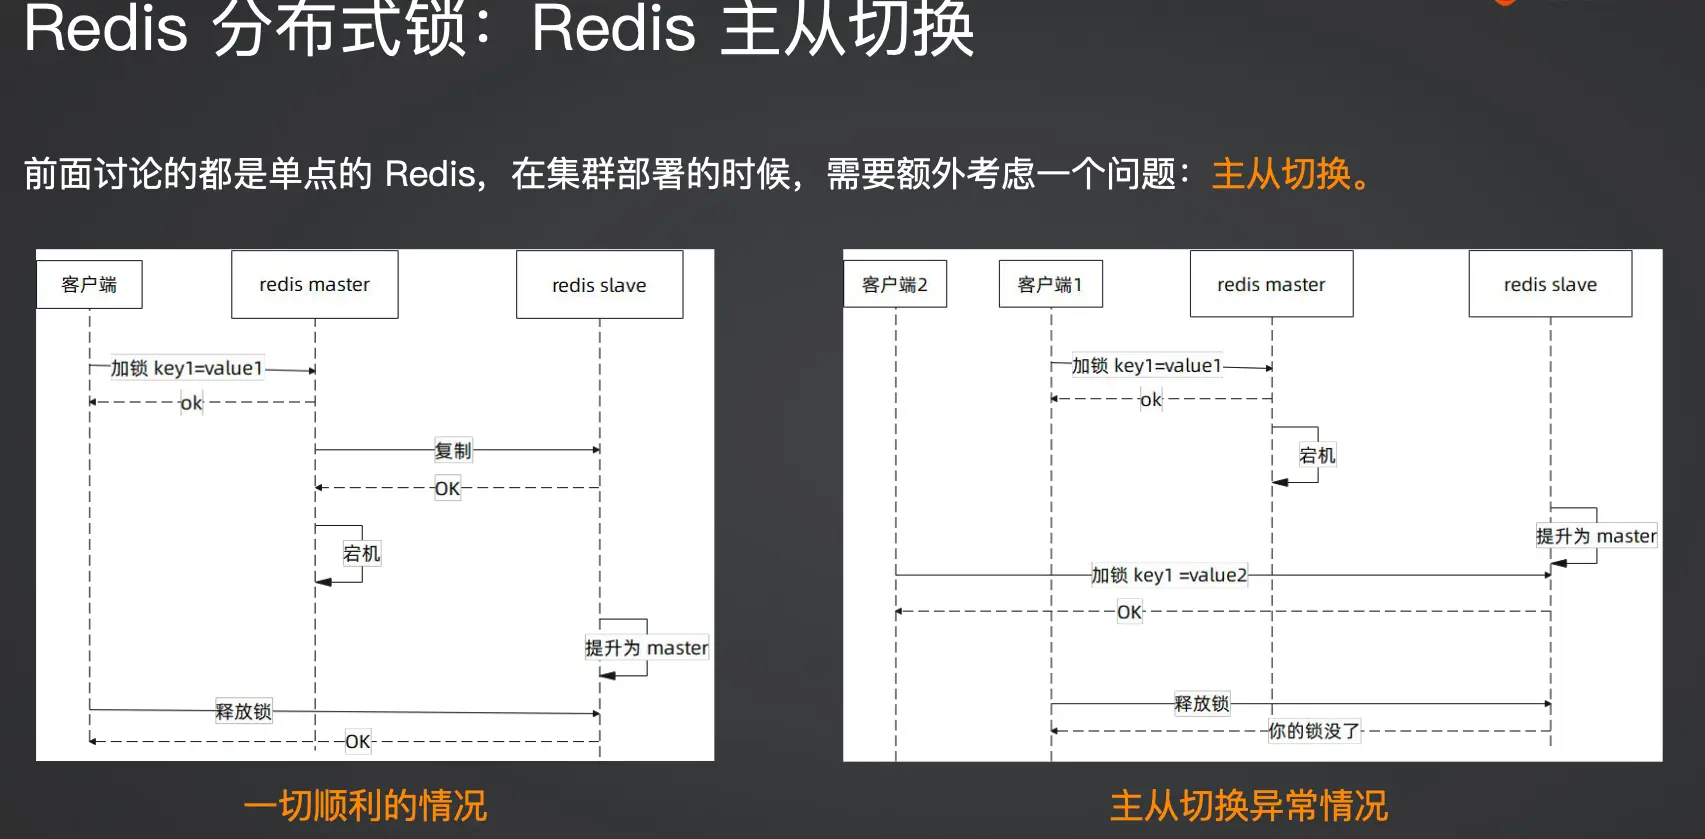 Redis 分布式锁：Redis 主从切换
前面讨论的都是单点的 Redis，在集群部署的时候，需要额外考虑一个问题：主从切换。
客户端
redis master
redis slave
加锁 key1=value1
ok
复制
OK
宕机
提升为 master
释放锁
OK
一切顺利的情况
客户端2
客户端1
redis master
redis slave
加锁 key1=value1
ok
宕机
提升为 master
加锁 key1 =value2
OK
释放锁
你的锁没了
主从切换异常情况